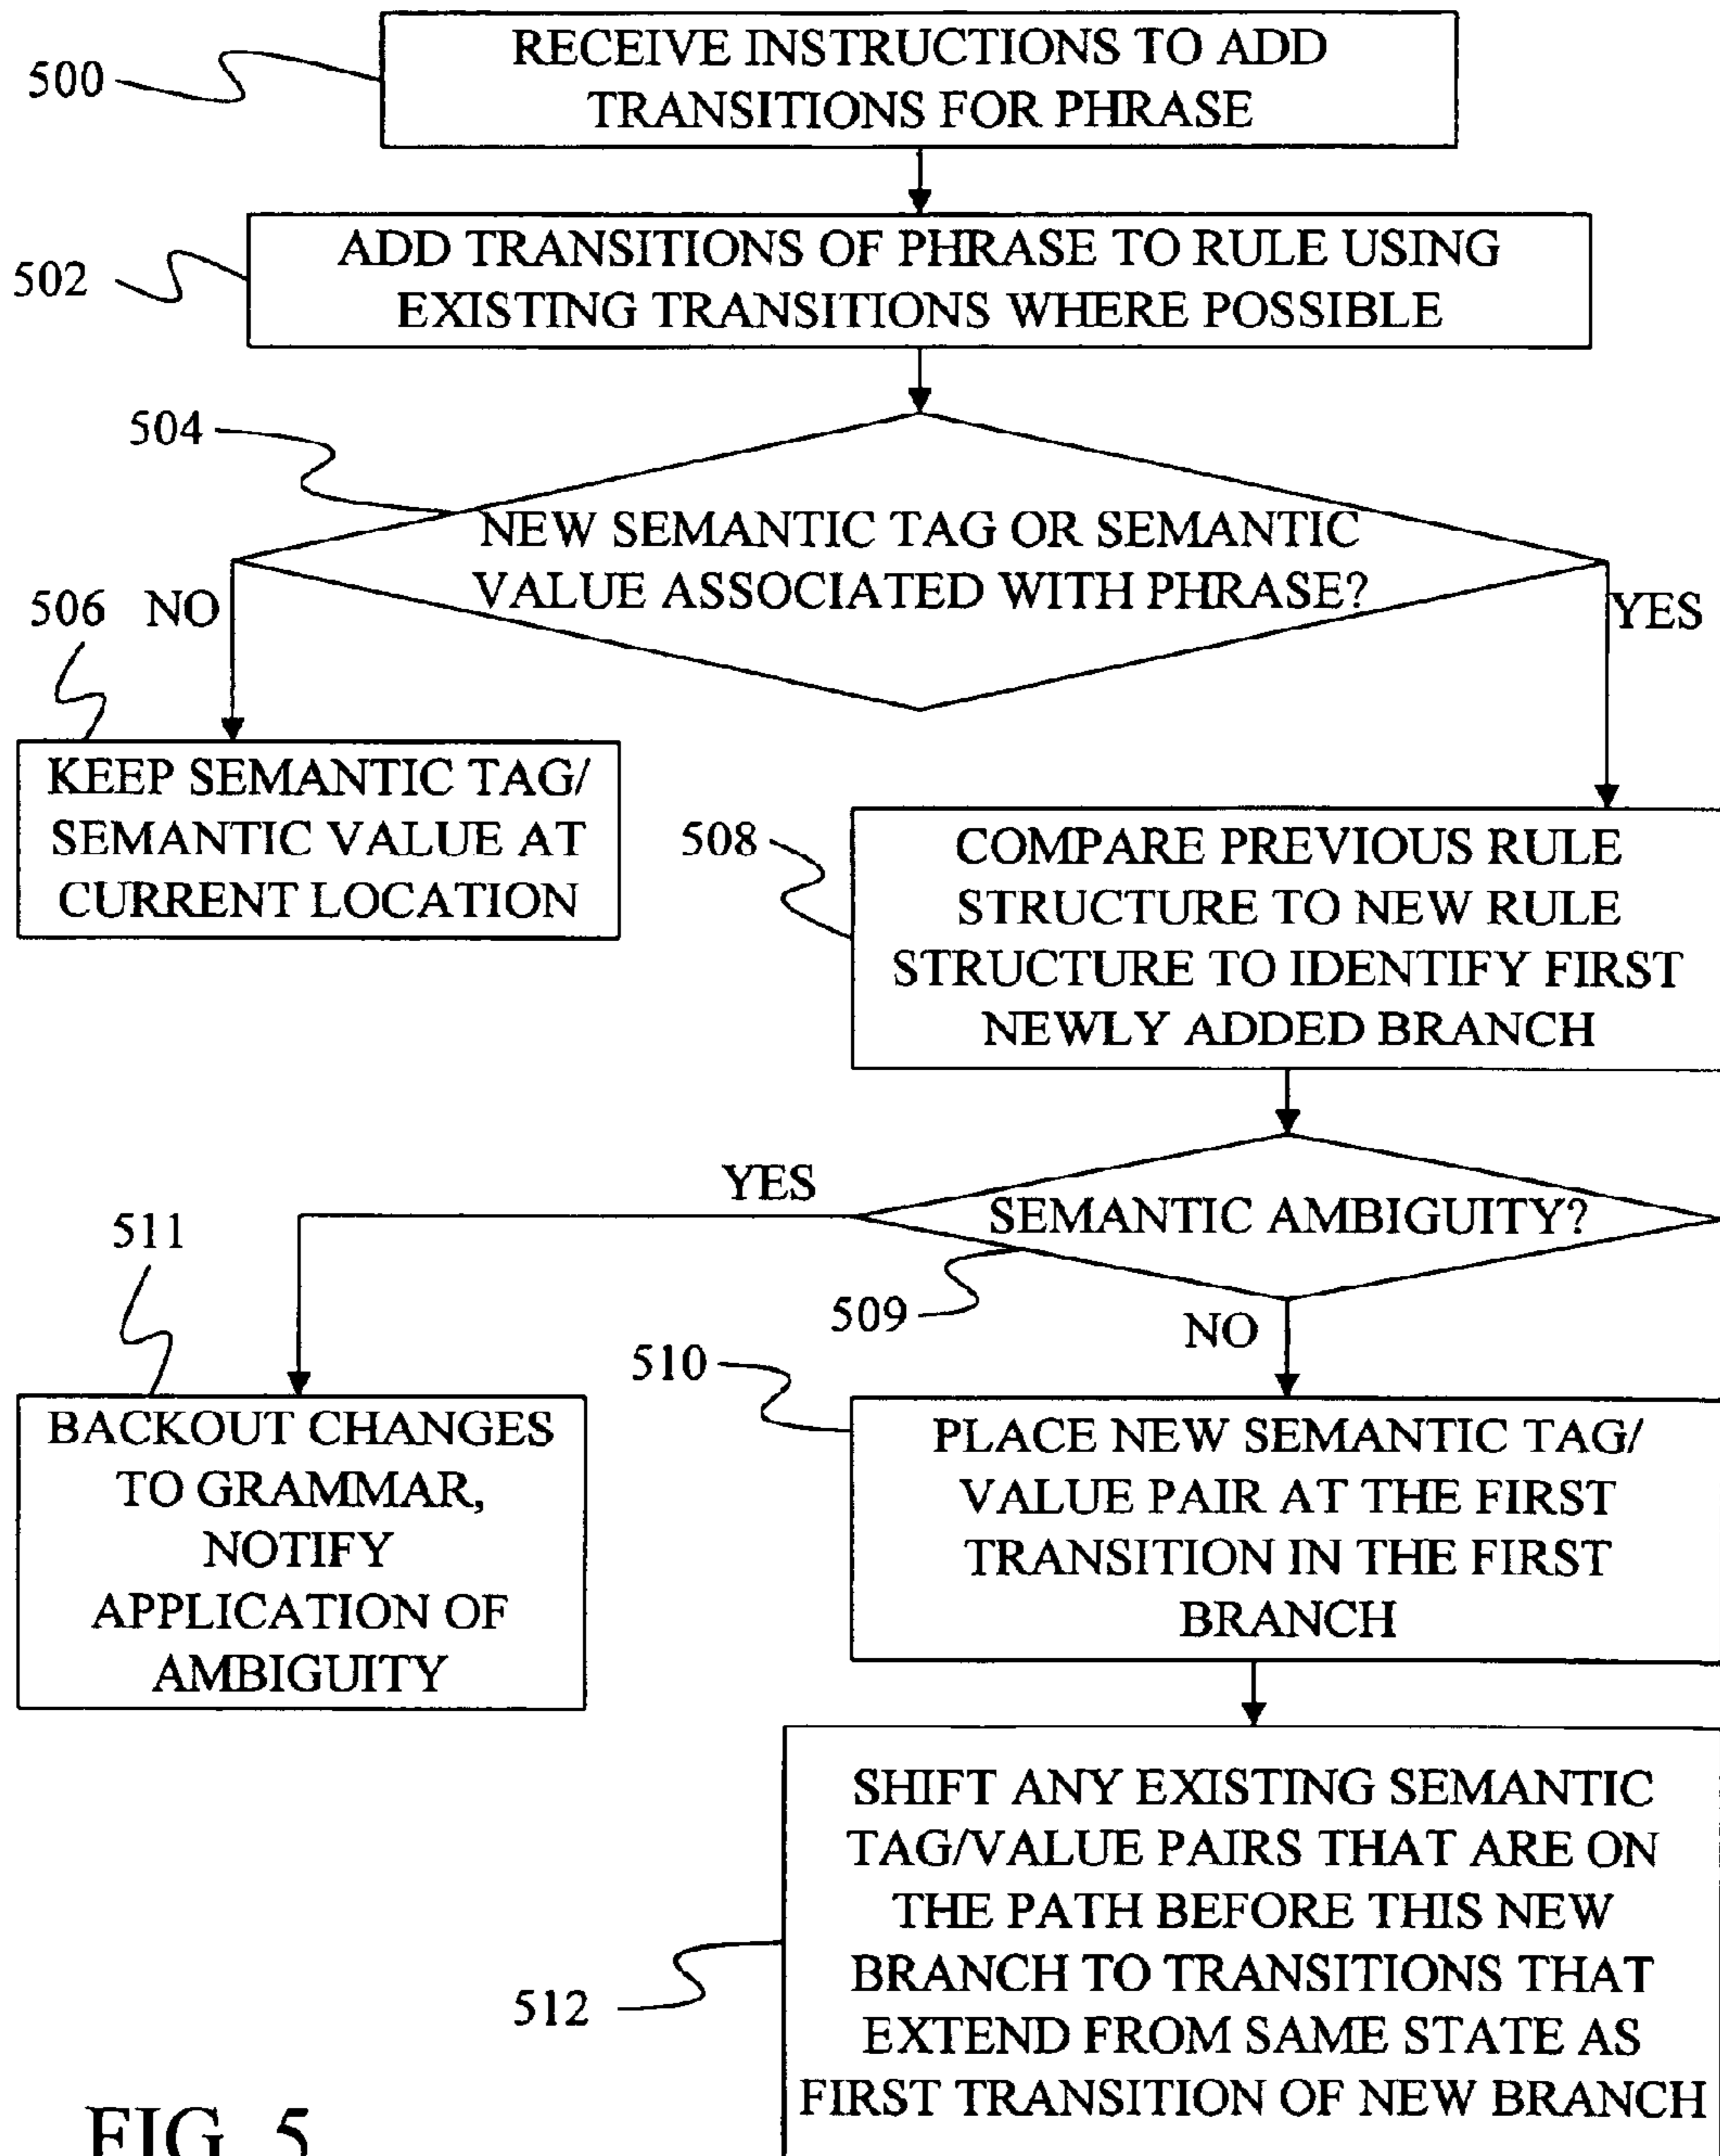 500
RECEIVE INSTRUCTIONS TO ADD
TRANSITIONS FOR PHRASE
502
ADD TRANSITIONS OF PHRASE TO RULE USING
EXISTING TRANSITIONS WHERE POSSIBLE
504
NEW SEMANTIC TAG OR SEMANTIC
VALUE ASSOCIATED WITH PHRASE?
506
NO
YES
KEEP SEMANTIC TAG/
SEMANTIC VALUE AT
CURRENT LOCATION
508
COMPARE PREVIOUS RULE
STRUCTURE TO NEW RULE
STRUCTURE TO IDENTIFY FIRST
NEWLY ADDED BRANCH
YES
SEMANTIC AMBIGUITY?
511
509
NO
510
BACKOUT CHANGES
TO GRAMMAR,
NOTIFY
APPLICATION OF
AMBIGUITY
PLACE NEW SEMANTIC TAG/
VALUE PAIR AT THE FIRST
TRANSITION IN THE FIRST
BRANCH
SHIFT ANY EXISTING SEMANTIC
TAG/VALUE PAIRS THAT ARE ON
THE PATH BEFORE THIS NEW
BRANCH TO TRANSITIONS THAT
EXTEND FROM SAME STATE AS
FIRST TRANSITION OF NEW BRANCH
512
FIG. 5